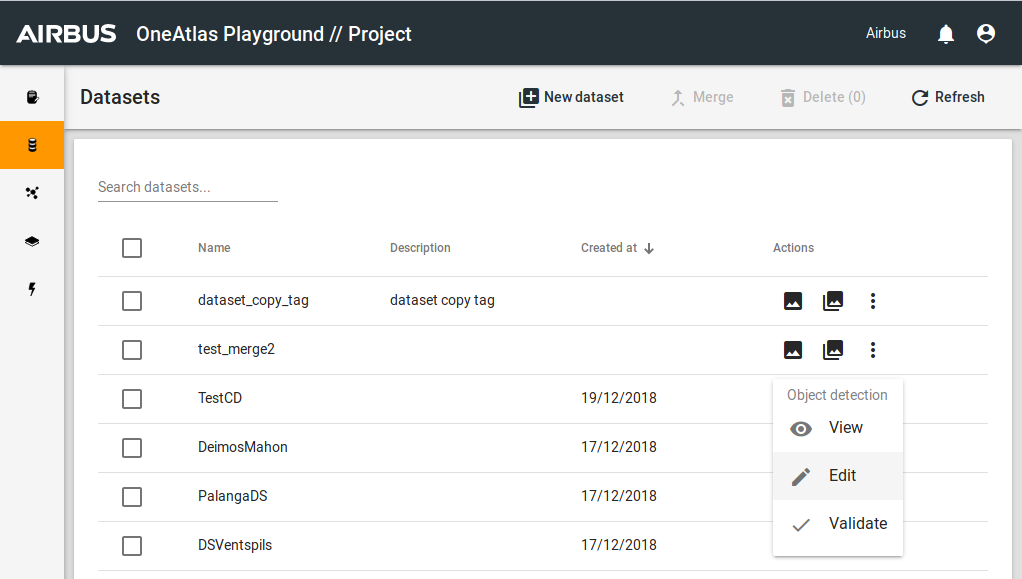 AIRBUS OneAtlas Playground // Project Airbus
Datasets New dataset Merge Delete (0) Refresh
Search datasets...
Name Description Created at Actions
dataset_copy_tag dataset copy tag
test_merge2
TestCD 19/12/2018 Object detection
View
DeimosMahon 17/12/2018
Edit
PalangaDS 17/12/2018
Validate
DSVentspils 17/12/2018